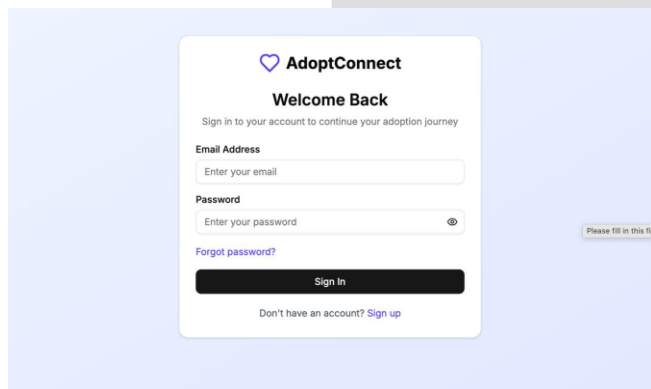 AdoptConnect
Welcome Back
Sign in to your account to continue your adoption journey
Email Address
Enter your email
Password
Enter your password
Please fill in this
Forgot password?
Sign In
Don't have an account? Sign up